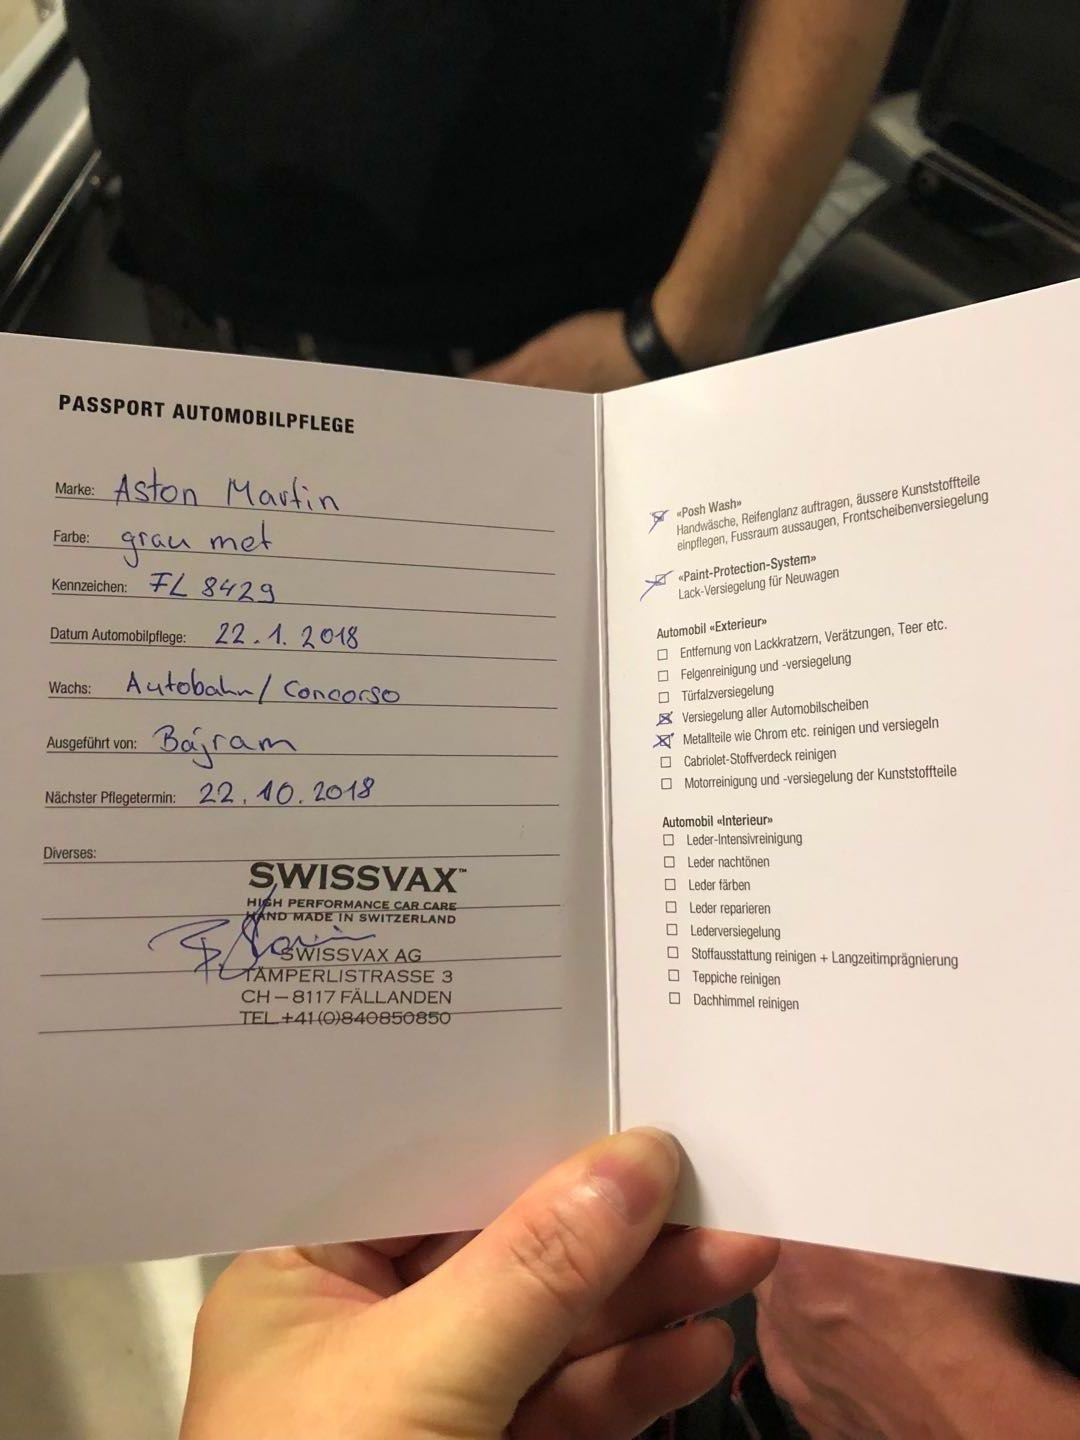 PASSPORT AUTOMOBILPFLEGE
Marke: Aston Martin
Farbe: grau met
Kennzeichen: FL 8429
Datum Automobilpflege: 22.1.2018
Wachs: Autobahn/Concorso
Ausgeführt von: Bajram
Nächster Pflegetermin: 22.10.2018
Diverses:
SWISSVAX™
HIGH PERFORMANCE CAR CARE
HAND MADE IN SWITZERLAND
SWISSVAX AG
TÄMPERLISTRASSE 3
CH – 8117 FÄLLANDEN
TEL +41(0)840850850
«Posh Wash»
Handwäsche, Reifenglanz auftragen, äussere Kunststoffteile
einpflegen, Fussraum aussaugen, Frontscheibenversiegelung
«Paint-Protection-System»
Lack-Versiegelung für Neuwagen
Automobil «Exterieur»
Entfernung von Lackkratzern, Verätzungen, Teer etc.
Felgenreinigung und -versiegelung
Türfalzversiegelung
Versiegelung aller Automobilscheiben
Metallteile wie Chrom etc. reinigen und versiegeln
Cabriolet-Stoffverdeck reinigen
Motorreinigung und -versiegelung der Kunststoffteile
Automobil «Interieur»
Leder-Intensivreinigung
Leder nachtönen
Leder färben
Leder reparieren
Lederversiegelung
Stoffausstattung reinigen + Langzeitimprägnierung
Teppiche reinigen
Dachhimmel reinigen